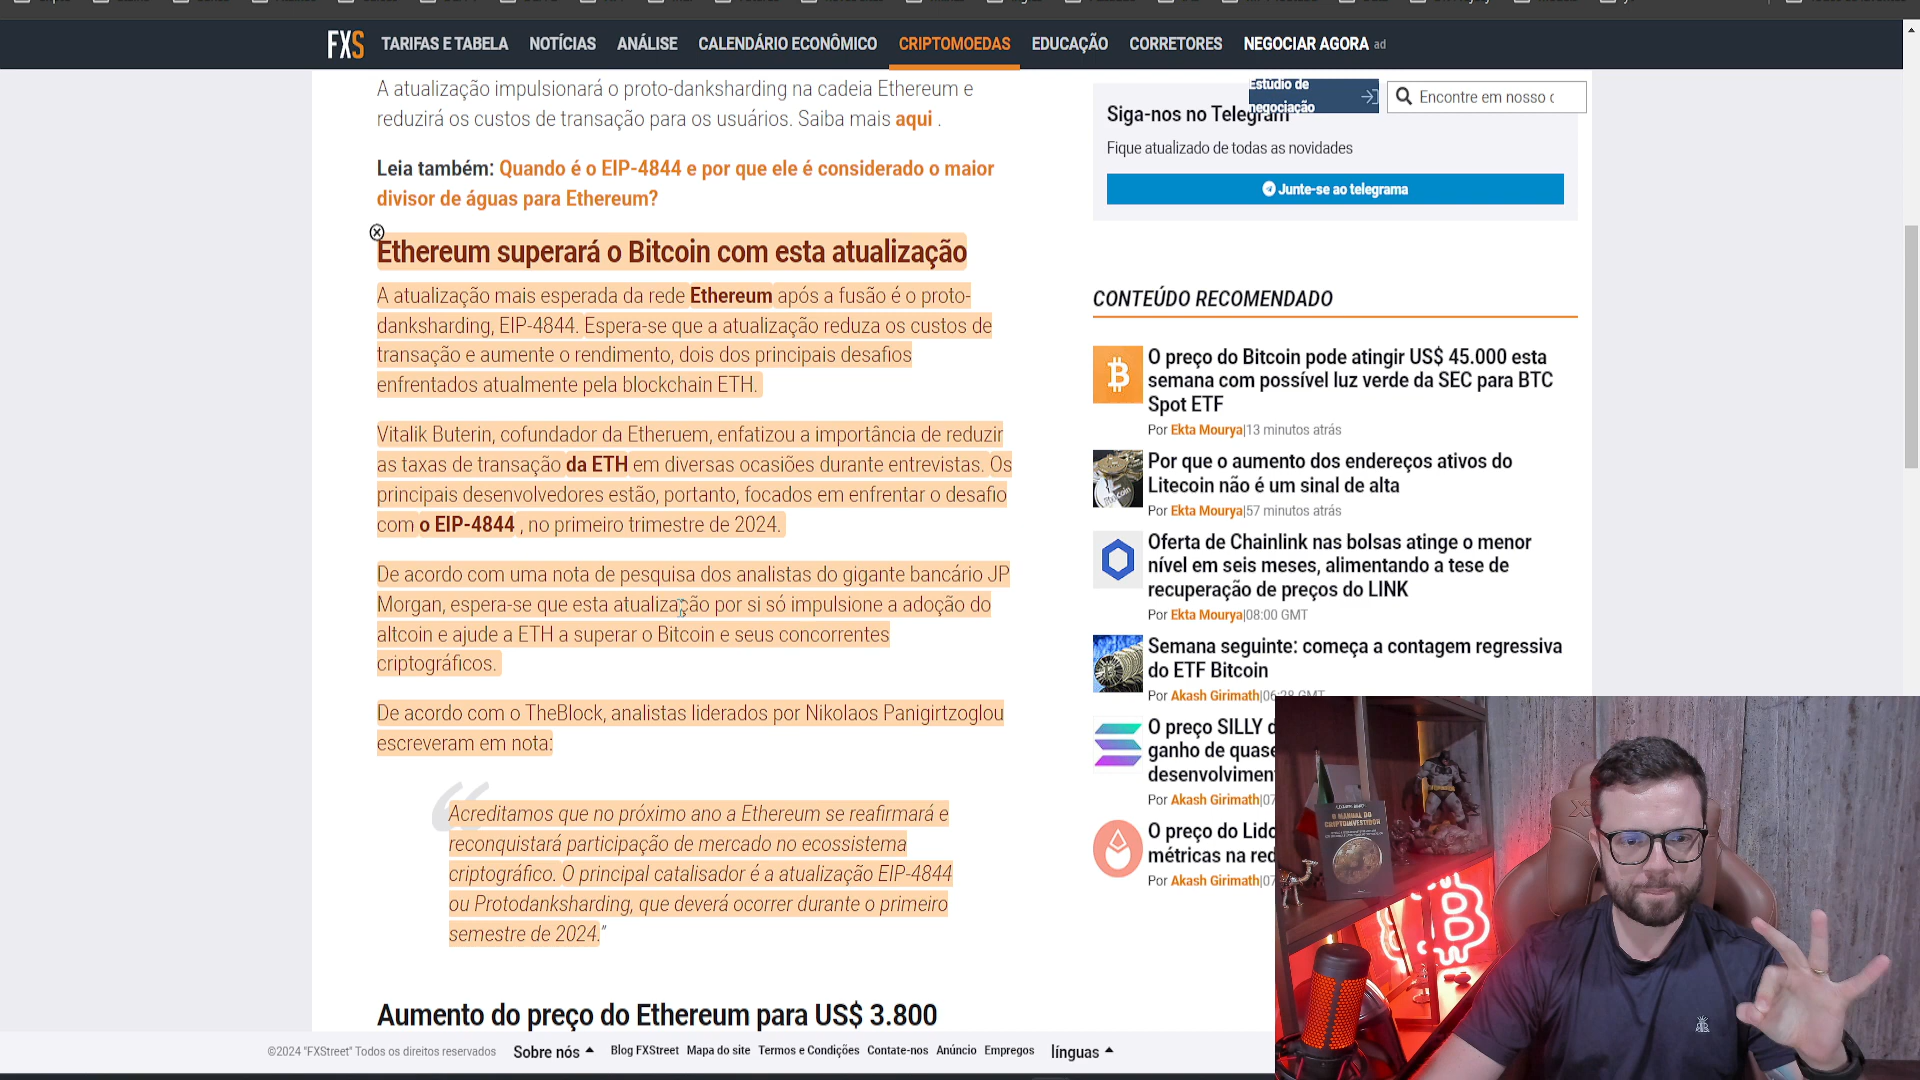 FXS TARIFAS E TABELA NOTÍCIAS ANÁLISE CALENDÁRIO ECONÔMICO CRIPTOMOEDAS EDUCAÇÃO CORRETORES NEGOCIAR AGORA ad
A atualização impulsionará o proto-danksharding na cadeia Ethereum e
reduzirá os custos de transação para os usuários. Saiba mais aqui .
Leia também: Quando é o EIP-4844 e por que ele é considerado o maior
divisor de águas para Ethereum?
Ethereum superará o Bitcoin com esta atualização
A atualização mais esperada da rede Ethereum após a fusão é o proto-
danksharding, EIP-4844. Espera-se que a atualização reduza os custos de
transação e aumente o rendimento, dois dos principais desafios
enfrentados atualmente pela blockchain ETH.
Vitalik Buterin, cofundador da Etheruem, enfatizou a importância de reduzir
as taxas de transação da ETH em diversas ocasiões durante entrevistas. Os
principais desenvolvedores estão, portanto, focados em enfrentar o desafio
com o EIP-4844 , no primeiro trimestre de 2024.
De acordo com uma nota de pesquisa dos analistas do gigante bancário JP
Morgan, espera-se que esta atualização por si só impulsione a adoção do
altcoin e ajude a ETH a superar o Bitcoin e seus concorrentes
criptográficos.
De acordo com o TheBlock, analistas liderados por Nikolaos Panigirtzoglou
escreveram em nota:
Acreditamos que no próximo ano a Ethereum se reafirmará e
reconquistará participação de mercado no ecossistema
criptográfico. O principal catalisador é a atualização EIP-4844
ou Protodanksharding, que deverá ocorrer durante o primeiro
semestre de 2024."
Aumento do preço do Ethereum para US$ 3.800
Estúdio de
negociação
Encontre em nosso c
Siga-nos no Telegram
Fique atualizado de todas as novidades
Junte-se ao telegrama
CONTEÚDO RECOMENDADO
O preço do Bitcoin pode atingir US$ 45.000 esta
semana com possível luz verde da SEC para BTC
Spot ETF
Por Ekta Mourya|13 minutos atrás
Por que o aumento dos endereços ativos do
Litecoin não é um sinal de alta
Por Ekta Mourya|57 minutos atrás
Oferta de Chainlink nas bolsas atinge o menor
nível em seis meses, alimentando a tese de
recuperação de preços do LINK
Por Ekta Mourya|08:00 GMT
Semana seguinte: começa a contagem regressiva
do ETF Bitcoin
Por Akash Girimath|06:28 GMT
O preço SILLY
ganho de quase
desenvolvimen
Por Akash Girimath|07
O preço do Lido
métricas na red
Por Akash Girimath|07
O MANUAL DO
CRIPTOINVESTIDOR
©2024 "FXStreet" Todos os direitos reservados Sobre nós Blog FXStreet Mapa do site Termos e Condições Contate-nos Anúncio Empregos línguas